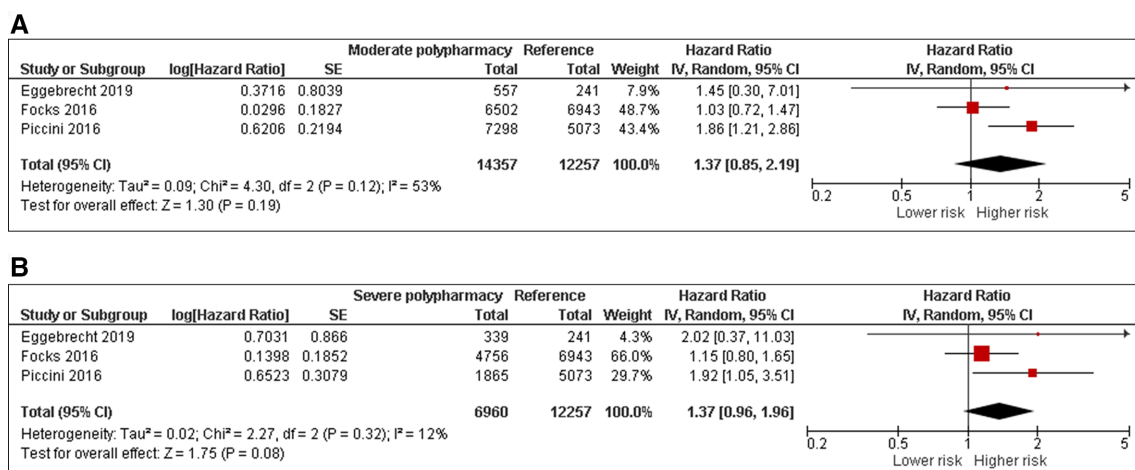 A
Moderate polypharmacy Reference Hazard Ratio Hazard Ratio
Study or Subgroup log[Hazard Ratio] SE Total Total Weight IV, Random, 95% CI IV, Random, 95% CI
Eggebrecht 2019 0.3716 0.8039 557 241 7.9% 1.45 [0.30, 7.01]
Focks 2016 0.0296 0.1827 6502 6943 48.7% 1.03 [0.72, 1.47]
Piccini 2016 0.6206 0.2194 7298 5073 43.4% 1.86 [1.21, 2.86]
Total (95% CI) 14357 12257 100.0% 1.37 [0.85, 2.19]
Heterogeneity: Tau² = 0.09; Chi² = 4.30, df = 2 (P = 0.12); I² = 53%
Test for overall effect: Z = 1.30 (P = 0.19)
0.2 0.5 1 2 5
Lower risk Higher risk
B
Severe polypharmacy Reference Hazard Ratio Hazard Ratio
Study or Subgroup log[Hazard Ratio] SE Total Total Weight IV, Random, 95% CI IV, Random, 95% CI
Eggebrecht 2019 0.7031 0.866 339 241 4.3% 2.02 [0.37, 11.03]
Focks 2016 0.1398 0.1852 4756 6943 66.0% 1.15 [0.80, 1.65]
Piccini 2016 0.6523 0.3079 1865 5073 29.7% 1.92 [1.05, 3.51]
Total (95% CI) 6960 12257 100.0% 1.37 [0.96, 1.96]
Heterogeneity: Tau² = 0.02; Chi² = 2.27, df = 2 (P = 0.32); I² = 12%
Test for overall effect: Z = 1.75 (P = 0.08)
0.2 0.5 1 2 5
Lower risk Higher risk